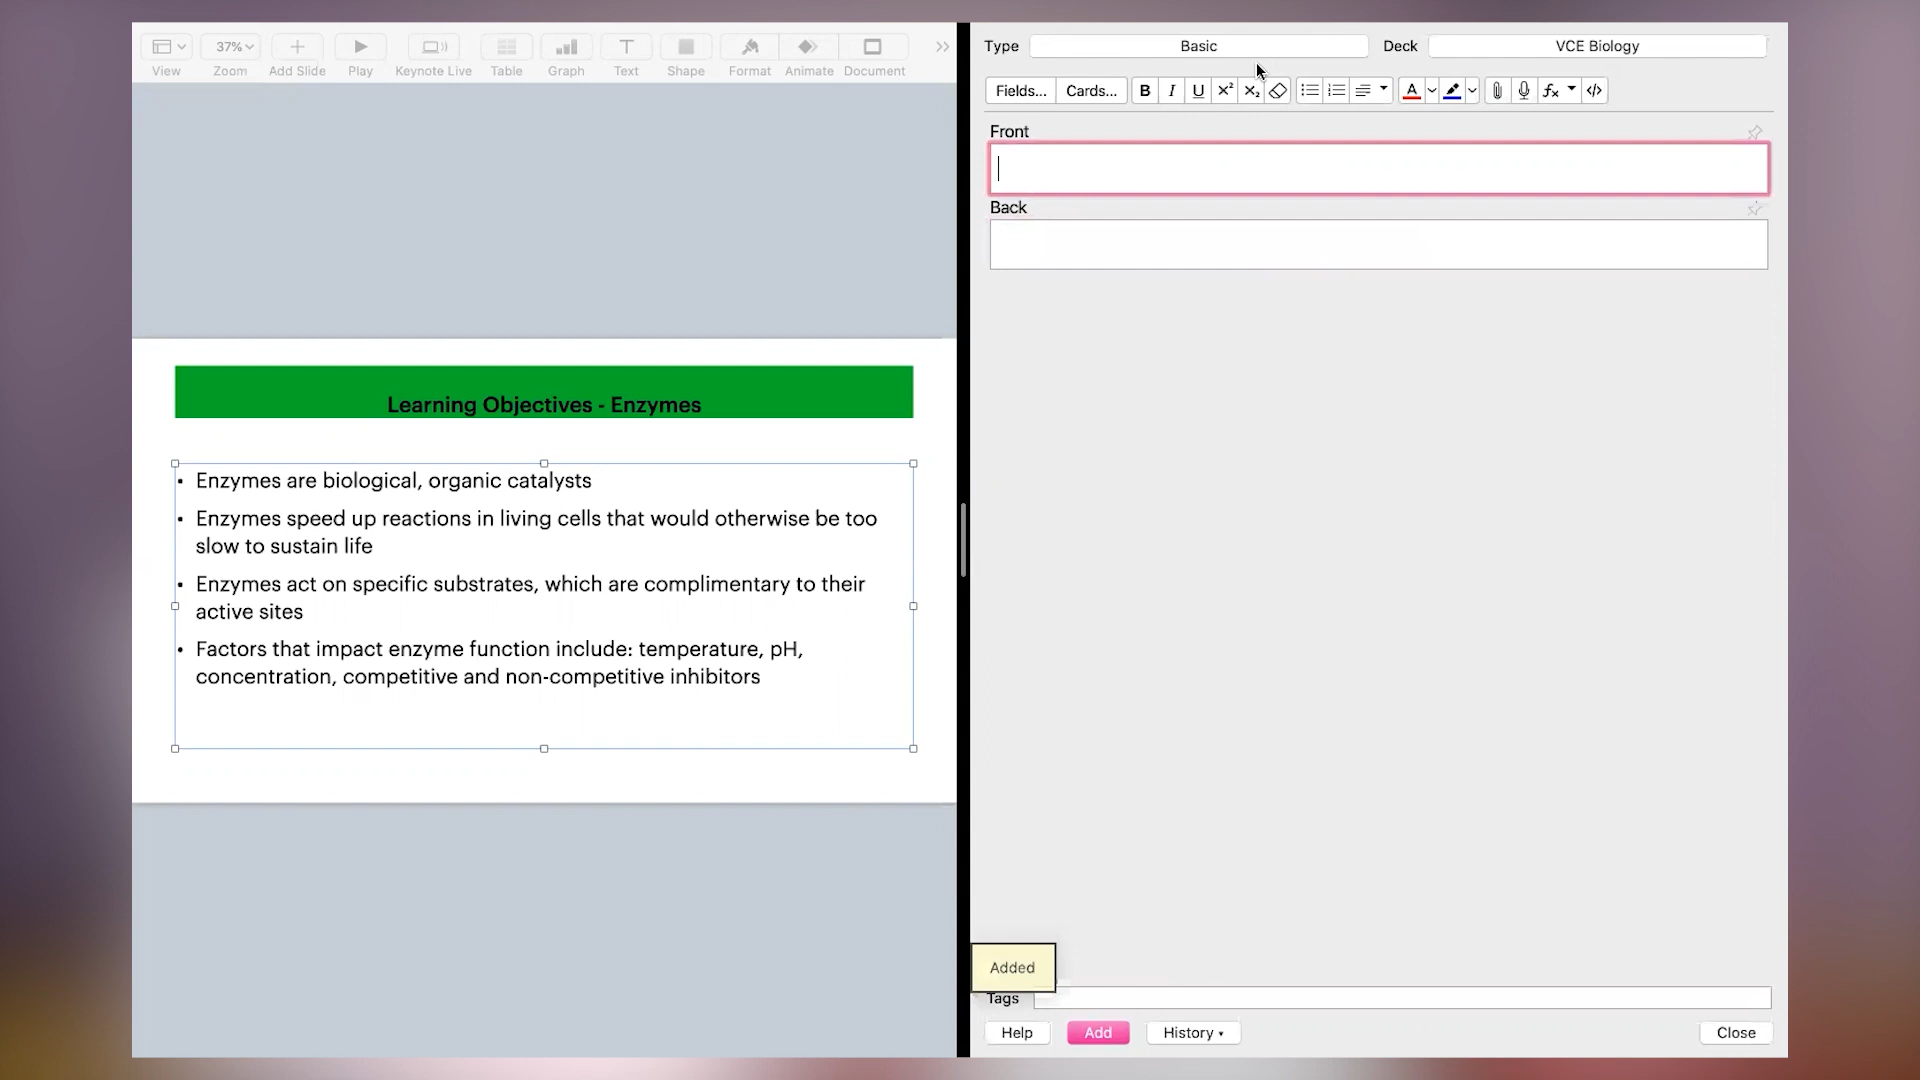 37%
View
Zoom
Add Slide
Play
Keynote Live
Table
Graph
Text
Shape
Format
Animate
Document
Learning Objectives - Enzymes
• Enzymes are biological, organic catalysts
• Enzymes speed up reactions in living cells that would otherwise be too
slow to sustain life
• Enzymes act on specific substrates, which are complimentary to their
active sites
• Factors that impact enzyme function include: temperature, pH,
concentration, competitive and non-competitive inhibitors
Type Basic Deck VCE Biology
Fields... Cards... B I U X² X₂ A fx </>
Front
Back
Added
Tags
Help Add History Close